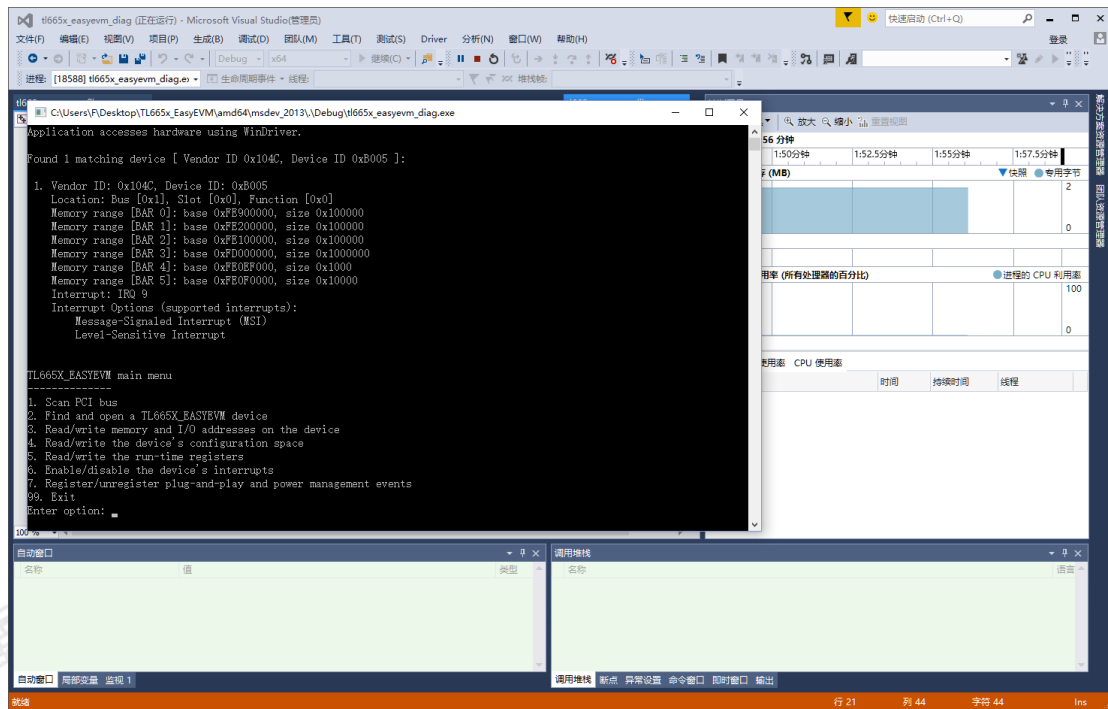 tl665x_easyevm_diag (正在运行) - Microsoft Visual Studio(管理员)
快速启动 (Ctrl+Q)
文件(F) 编辑(E) 视图(V) 项目(P) 生成(B) 调试(D) 团队(M) 工具(T) 测试(S) Driver 分析(N) 窗口(W) 帮助(H)
登录
Debug x64 继续(C)
进程: [18588] tl665x_easyevm_diag.e 生命周期事件 线程: 堆栈帧:
C:\Users\F\Desktop\TL665x_EasyEVM\amd64\msdev_2013\.\Debug\tl665x_easyevm_diag.exe
Application accesses hardware using WinDriver.
Found 1 matching device [ Vendor ID 0x104C, Device ID 0xB005 ]:
1. Vendor ID: 0x104C, Device ID: 0xB005
Location: Bus [0x1], Slot [0x0], Function [0x0]
Memory range [BAR 0]: base 0xFE900000, size 0x100000
Memory range [BAR 1]: base 0xFE200000, size 0x100000
Memory range [BAR 2]: base 0xFE100000, size 0x100000
Memory range [BAR 3]: base 0xFD000000, size 0x1000000
Memory range [BAR 4]: base 0xFE0EF000, size 0x1000
Memory range [BAR 5]: base 0xFE0F0000, size 0x10000
Interrupt: IRQ 9
Interrupt Options (supported interrupts):
Message-Signaled Interrupt (MSI)
Level-Sensitive Interrupt
TL665X_EASYEVM main menu
--------------
1. Scan PCI bus
2. Find and open a TL665X_EASYEVM device
3. Read/write memory and I/O addresses on the device
4. Read/write the device's configuration space
5. Read/write the run-time registers
6. Enable/disable the device's interrupts
7. Register/unregister plug-and-play and power management events
99. Exit
Enter option: _
放大 缩小 重置视图
56 分钟
1:50分钟 1:52.5分钟 1:55分钟 1:57.5分钟
(MB) 快照 专用字节
2
0
用率 (所有处理器的百分比) 进程的 CPU 利用率
100
0
使用率 CPU 使用率
时间 持续时间 线程
解决方案资源管理器
团队资源管理器
100 %
自动窗口
名称 值 类型
自动窗口 局部变量 监视 1
调用堆栈
名称 语言
调用堆栈 断点 异常设置 命令窗口 即时窗口 输出
就绪 行 21 列 44 字符 44 Ins